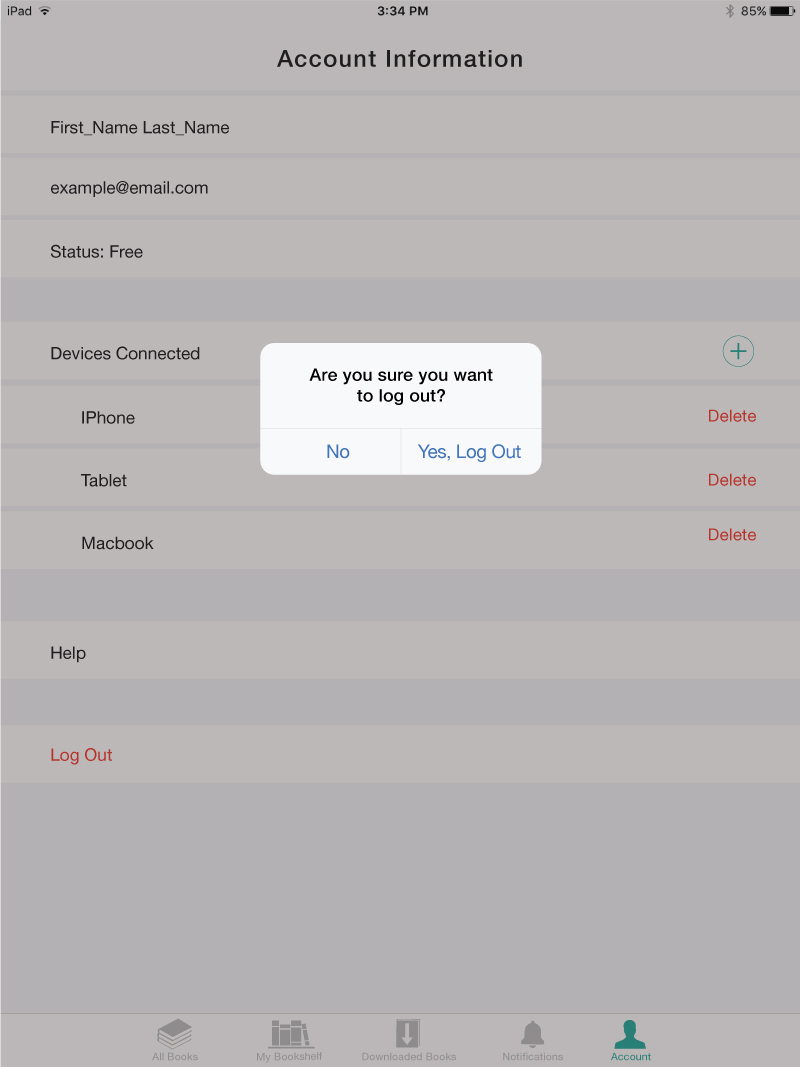 iPad 3:34 PM 85%
Account Information
First_Name Last_Name
example@email.com
Status: Free
Devices Connected
Are you sure you want
to log out?
No Yes, Log Out
IPhone Delete
Tablet Delete
Macbook Delete
Help
Log Out
All Books My Bookshelf Downloaded Books Notifications Account